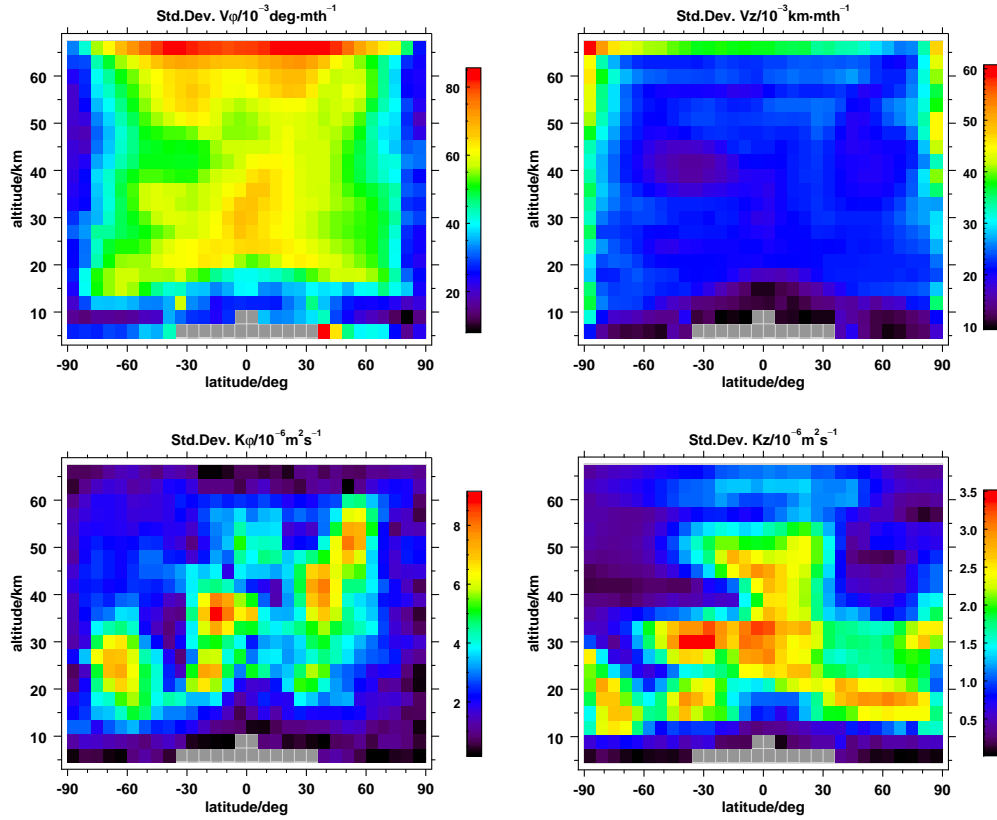 Std.Dev. Vφ/10⁻³deg·mth⁻¹
altitude/km
60
50
40
30
20
10
-90 -60 -30 0 30 60 90
latitude/deg
80
60
40
20
Std.Dev. Vz/10⁻³km·mth⁻¹
altitude/km
60
50
40
30
20
10
-90 -60 -30 0 30 60 90
latitude/deg
60
50
40
30
20
10
Std.Dev. Kφ/10⁻⁶m²s⁻¹
altitude/km
60
50
40
30
20
10
-90 -60 -30 0 30 60 90
latitude/deg
8
6
4
2
Std.Dev. Kz/10⁻⁶m²s⁻¹
altitude/km
60
50
40
30
20
10
-90 -60 -30 0 30 60 90
latitude/deg
3.5
3.0
2.5
2.0
1.5
1.0
0.5